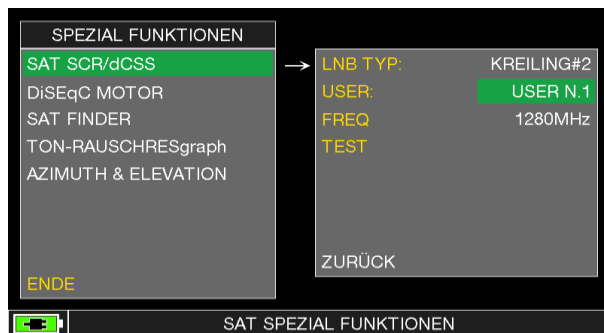 SPEZIAL FUNKTIONEN
SAT SCR/dCSS
DiSEqC MOTOR
SAT FINDER
TON-RAUSCHRESgraph
AZIMUTH & ELEVATION
ENDE
→ LNB TYP: KREILING#2
USER: USER N.1
FREQ 1280MHz
TEST
ZURÜCK
SAT SPEZIAL FUNKTIONEN